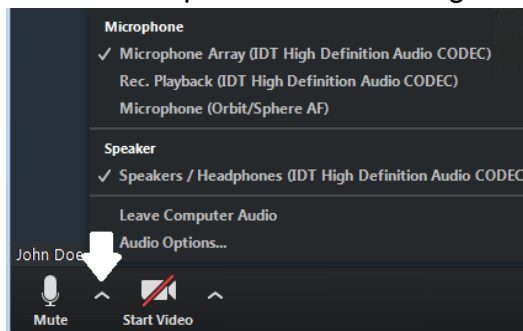 Microphone
Microphone Array (IDT High Definition Audio CODEC)
Rec. Playback (IDT High Definition Audio CODEC)
Microphone (Orbit/Sphere AF)
Speaker
Speakers / Headphones (IDT High Definition Audio CODEC
Leave Computer Audio
Audio Options...
John Doe
Mute
Start Video